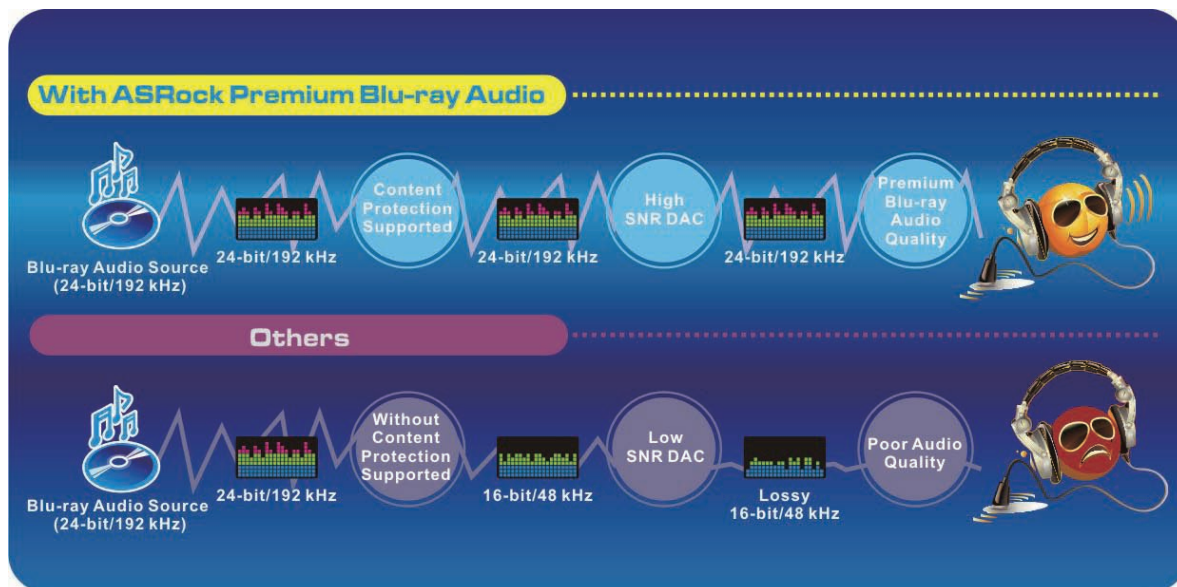 With ASRock Premium Blu-ray Audio
Blu-ray Audio Source
(24-bit/192 kHz)
24-bit/192 kHz
Content
Protection
Supported
24-bit/192 kHz
High
SNR DAC
24-bit/192 kHz
Premium
Blu-ray
Audio
Quality
Others
Blu-ray Audio Source
(24-bit/192 kHz)
24-bit/192 kHz
Without
Content
Protection
Supported
16-bit/48 kHz
Low
SNR DAC
Lossy
16-bit/48 kHz
Poor Audio
Quality